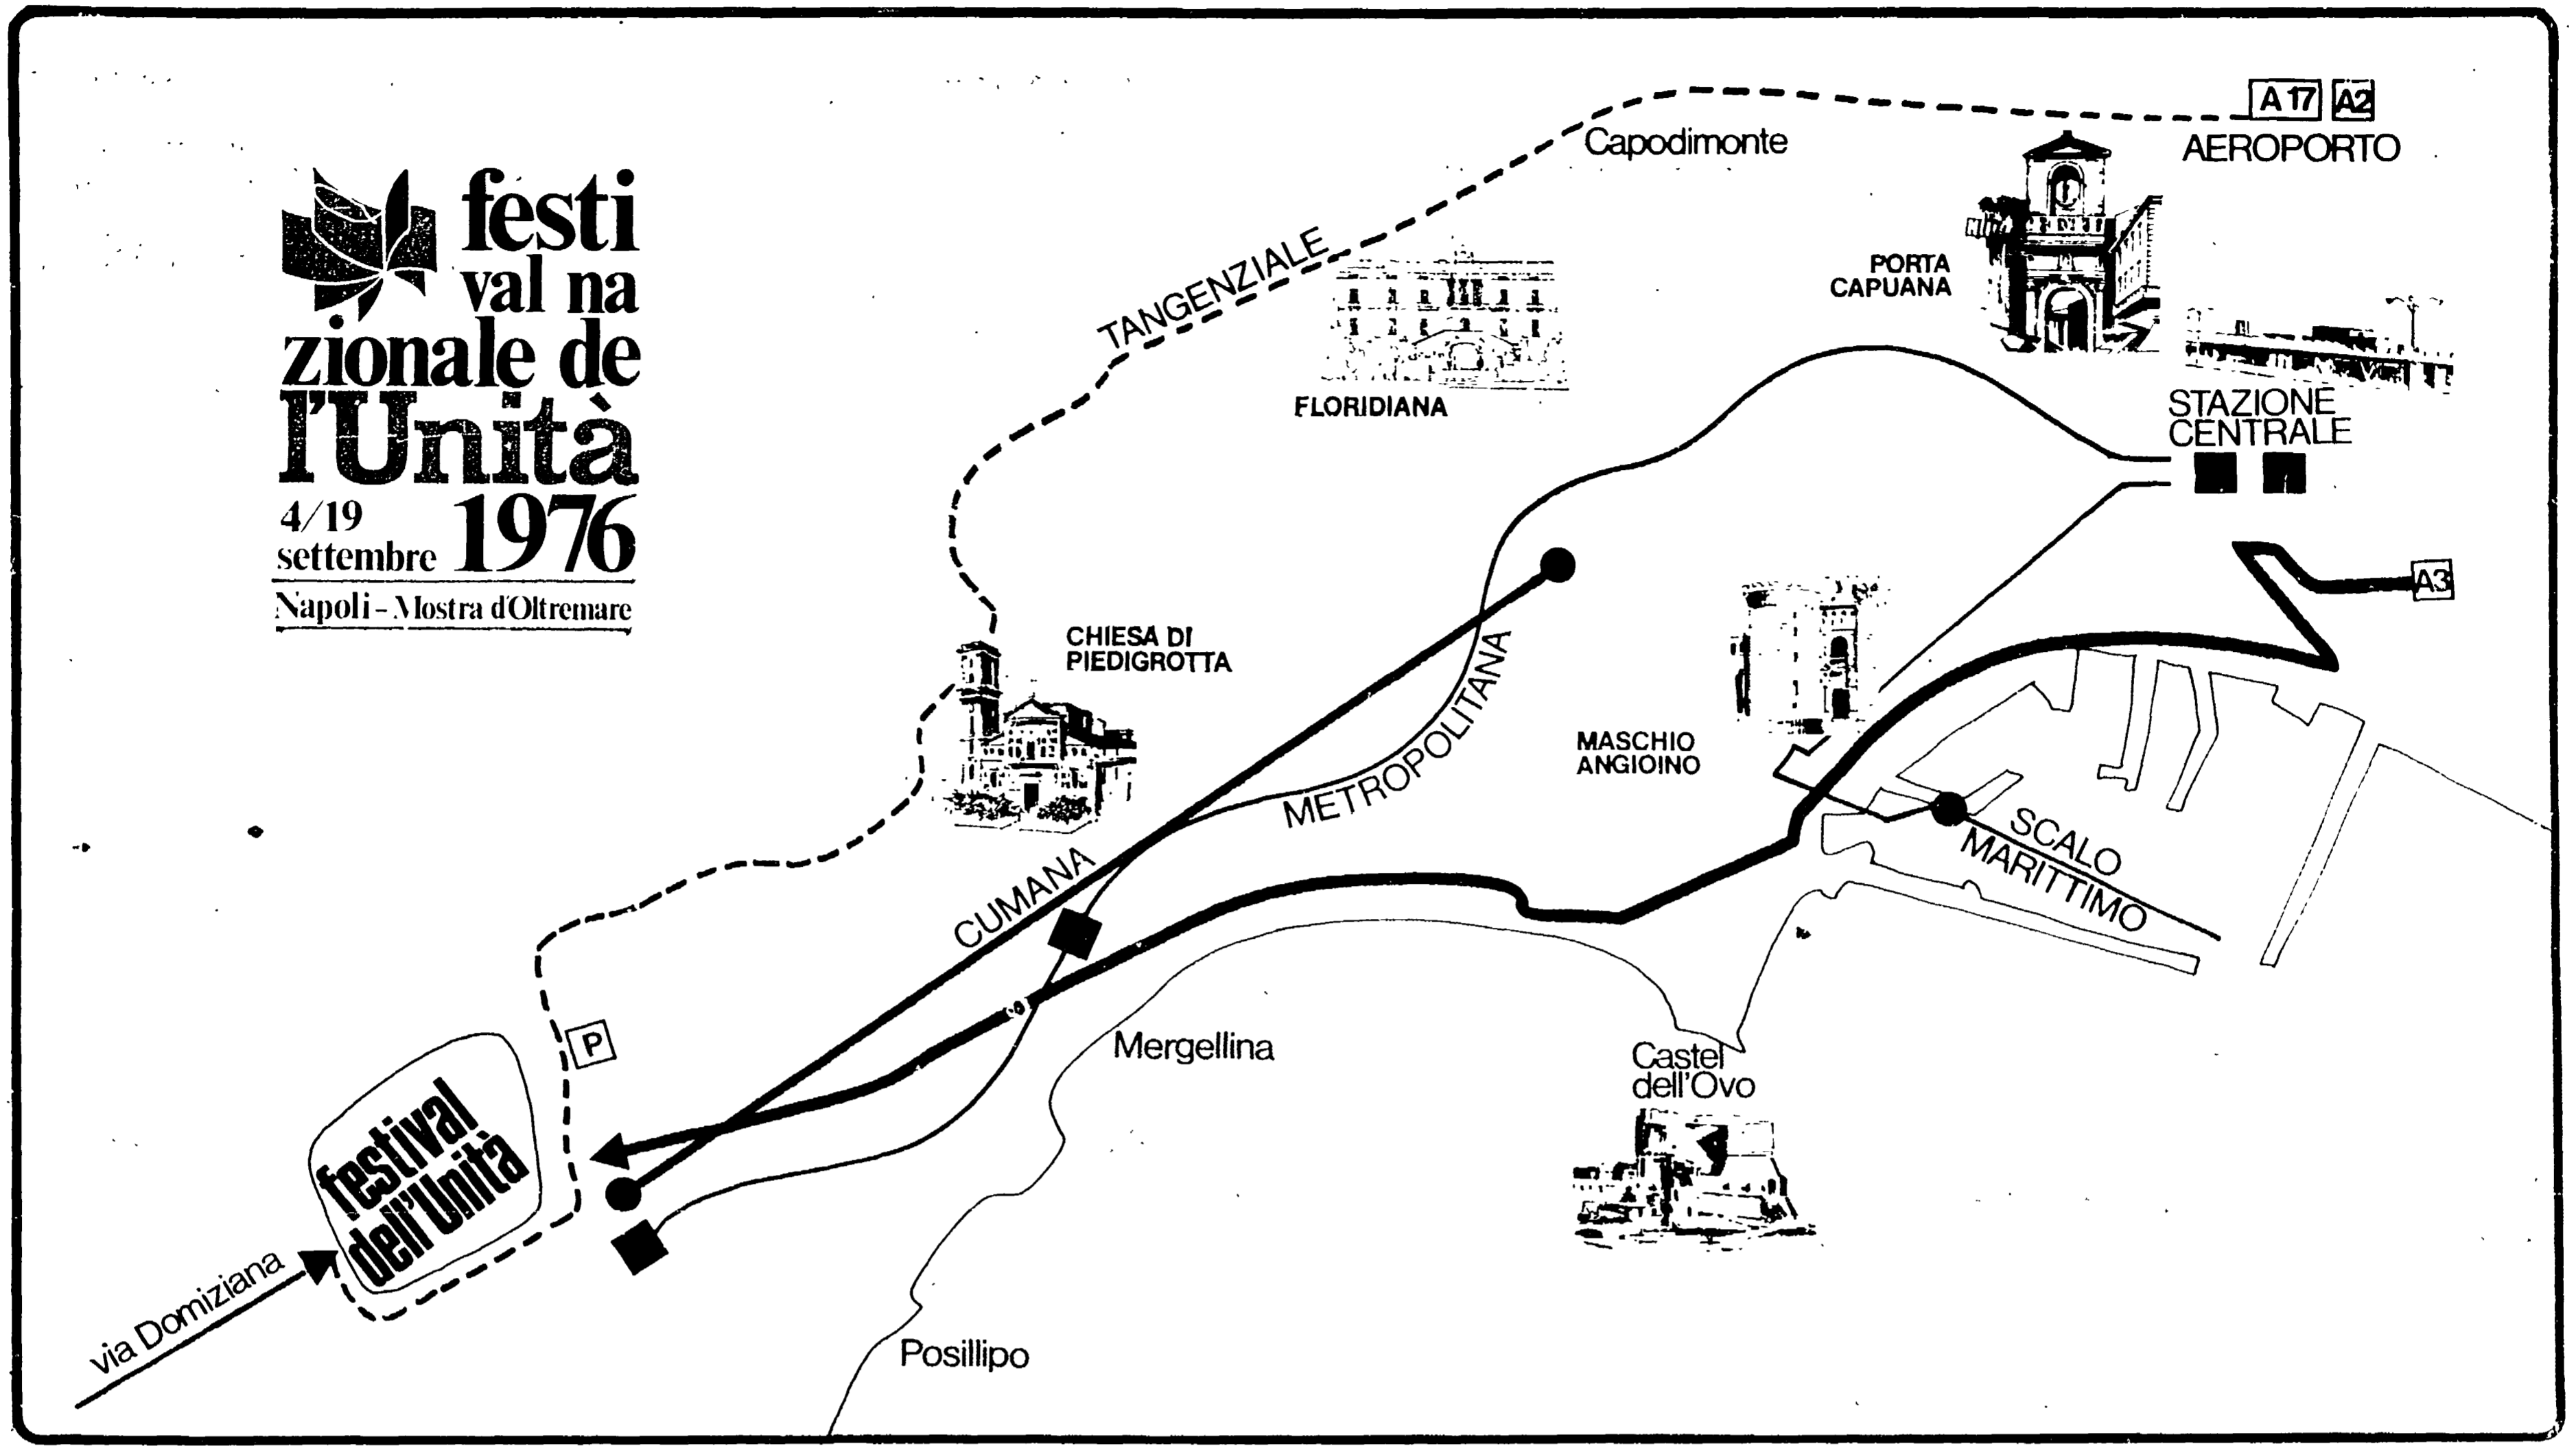 festi
val na
zionale de
l'Unità
4/19
settembre 1976
Napoli - Mostra d'Oltremare
A17 A2
AEROPORTO
Capodimonte
TANGENZIALE
PORTA
CAPUANA
FLORIDIANA
STAZIONE
CENTRALE
A3
CHIESA DI
PIEDIGROTTA
METROPOLITANA
MASCHIO
ANGIOINO
SCALO
MARITTIMO
CUMANA
P
Mergellina
Castel
dell'Ovo
festival
dell'Unità
via Domiziana
Posillipo